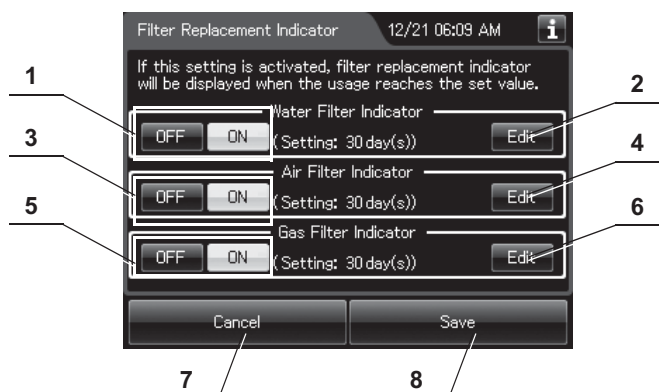 Filter Replacement Indicator 12/21 06:09 AM i
If this setting is activated, filter replacement indicator
will be displayed when the usage reaches the set value.
1
2
Water Filter Indicator
OFF ON (Setting: 30 day(s)) Edit
3
4
Air Filter Indicator
OFF ON (Setting: 30 day(s)) Edit
5
6
Gas Filter Indicator
OFF ON (Setting: 30 day(s)) Edit
Cancel Save
7 8